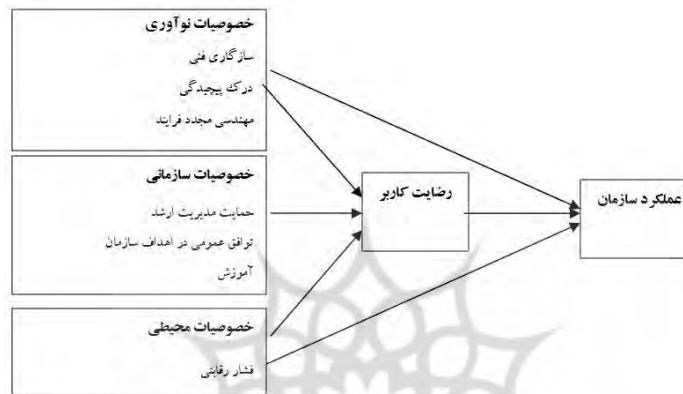 خصوصیات نوآوری
سازگاری فنی
درک پیچیدگی
مهندسی مجدد فرایند
خصوصیات سازمانی
حمایت مدیریت ارشد
توافق عمومی در اهداف سازمان
آموزش
خصوصیات محیطی
فشار رقابتی
رضایت کاربر
عملکرد سازمان